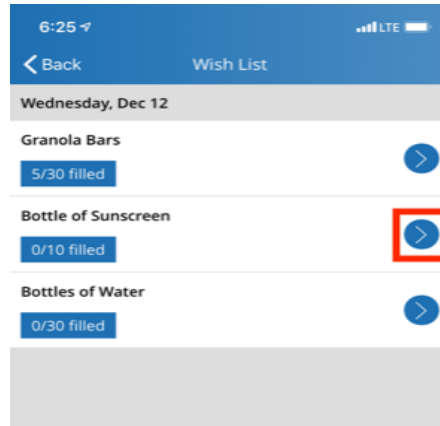 6:25 LTE
Back Wish List
Wednesday, Dec 12
Granola Bars
5/30 filled
Bottle of Sunscreen
0/10 filled
Bottles of Water
0/30 filled